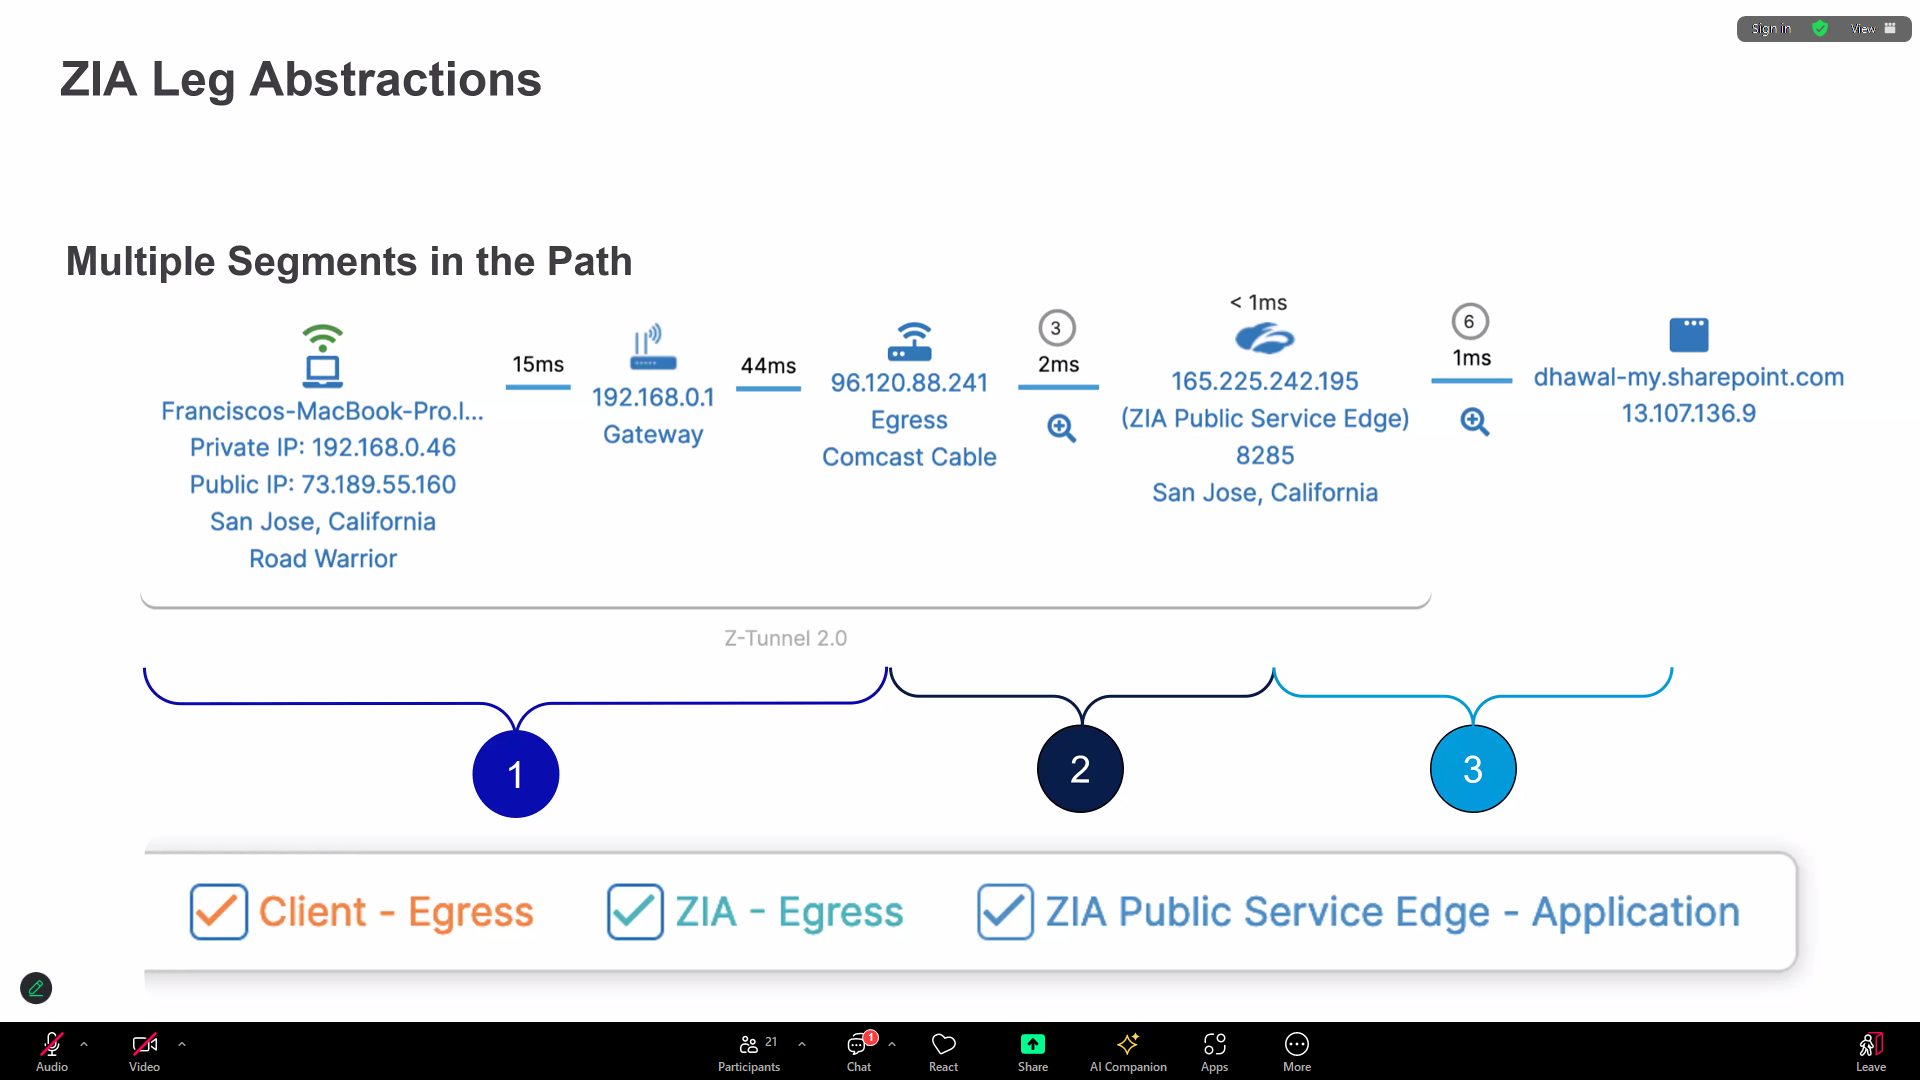 Sign in View
ZIA Leg Abstractions
Multiple Segments in the Path
Franciscos-MacBook-Pro.l...
Private IP: 192.168.0.46
Public IP: 73.189.55.160
San Jose, California
Road Warrior
15ms
192.168.0.1
Gateway
44ms
96.120.88.241
Egress
Comcast Cable
3
2ms
< 1ms
165.225.242.195
(ZIA Public Service Edge)
8285
San Jose, California
6
1ms
dhawal-my.sharepoint.com
13.107.136.9
Z-Tunnel 2.0
1
2
3
Client - Egress
ZIA - Egress
ZIA Public Service Edge - Application
Audio
Video
21
Participants
1
Chat
React
Share
AI Companion
Apps
More
Leave